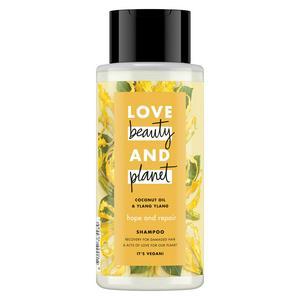 LOVE
beauty
AND
planet
COCONUT OIL
& YLANG YLANG
hope and repair
SHAMPOO
RECOVERY FOR DAMAGED HAIR
& ACTS OF LOVE FOR OUR PLANET
IT'S VEGAN!